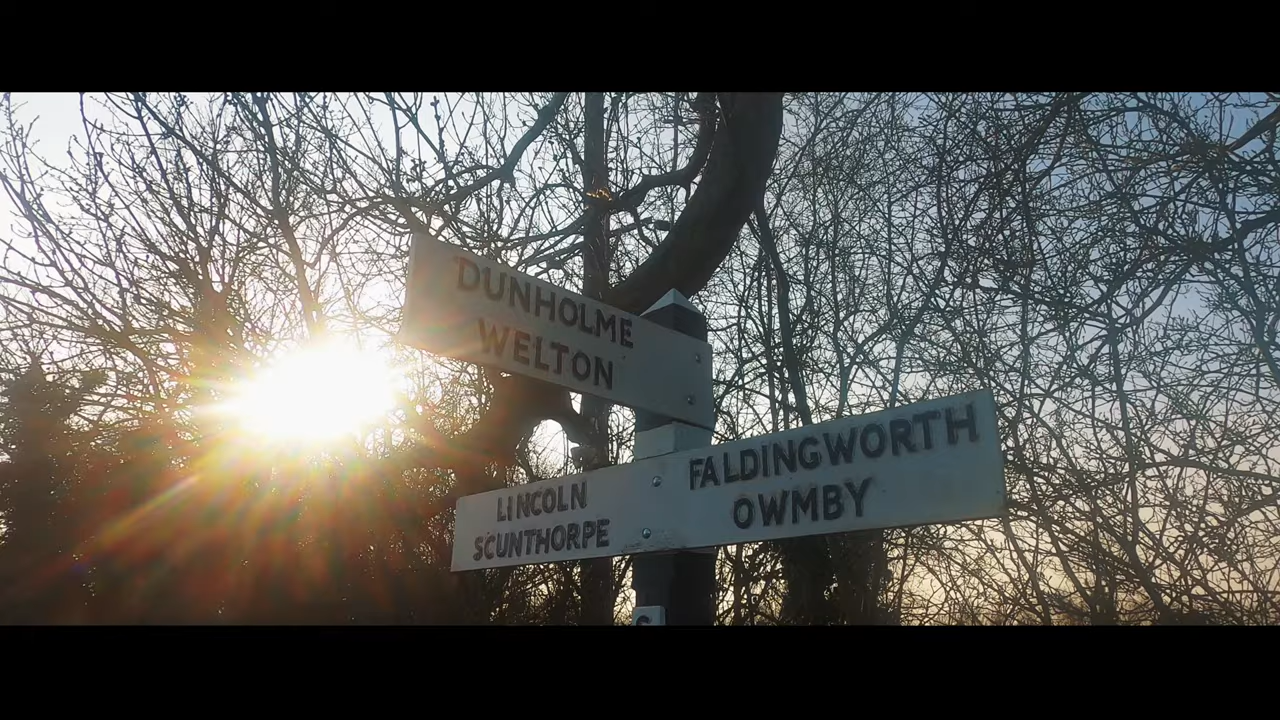 DUNHOLME
WELTON
LINCOLN
SCUNTHORPE
FALDINGWORTH
OWMBY